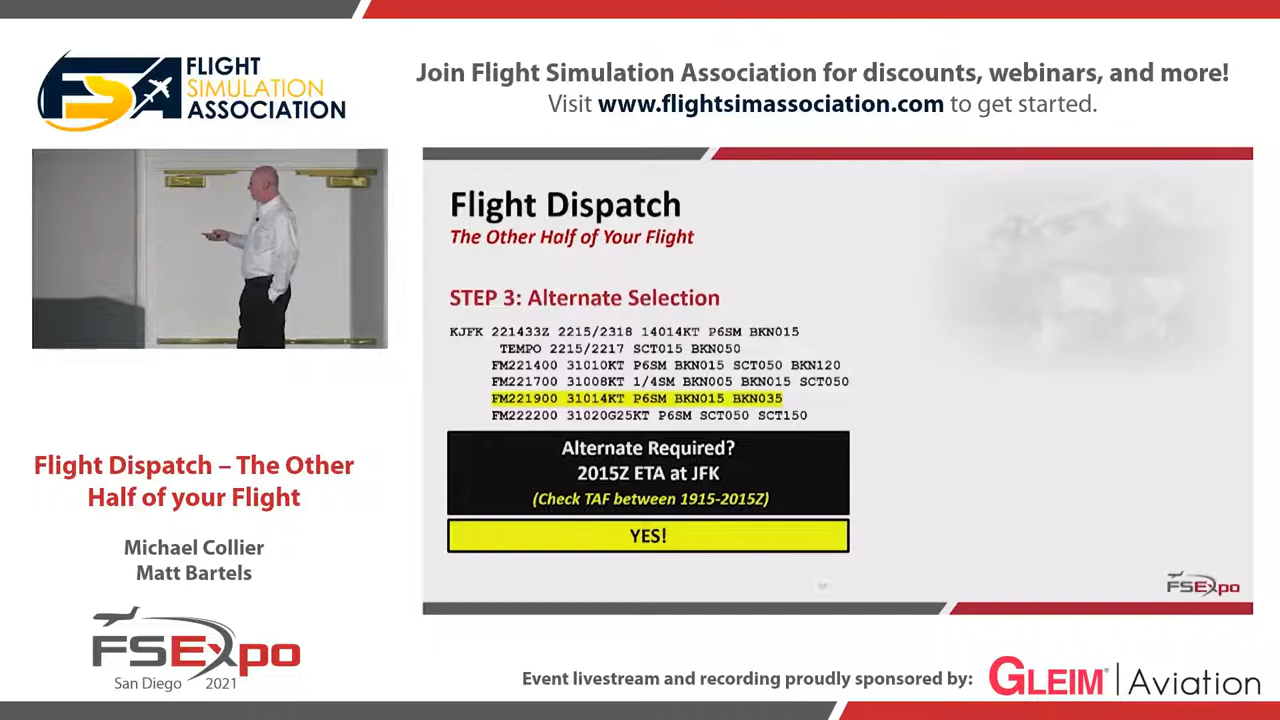 FSA
FLIGHT
SIMULATION
ASSOCIATION
Join Flight Simulation Association for discounts, webinars, and more!
Visit www.flightsimassociation.com to get started.
Flight Dispatch
The Other Half of Your Flight
STEP 3: Alternate Selection
KJFK 221433Z 2215/2318 14014KT P6SM BKN015
TEMPO 2215/2217 SCT015 BKN050
FM221400 31010KT P6SM BKN015 SCT050 BKN120
FM221700 31008KT 1/4SM BKN005 BKN015 SCT050
FM221900 31014KT P6SM BKN015 BKN035
FM222200 31020G25KT P6SM SCT050 SCT150
Alternate Required?
2015Z ETA at JFK
(Check TAF between 1915-2015Z)
YES!
FSExpo
Flight Dispatch – The Other
Half of your Flight
Michael Collier
Matt Bartels
FSExpo
San Diego 2021
Event livestream and recording proudly sponsored by:
GLEIM® | Aviation